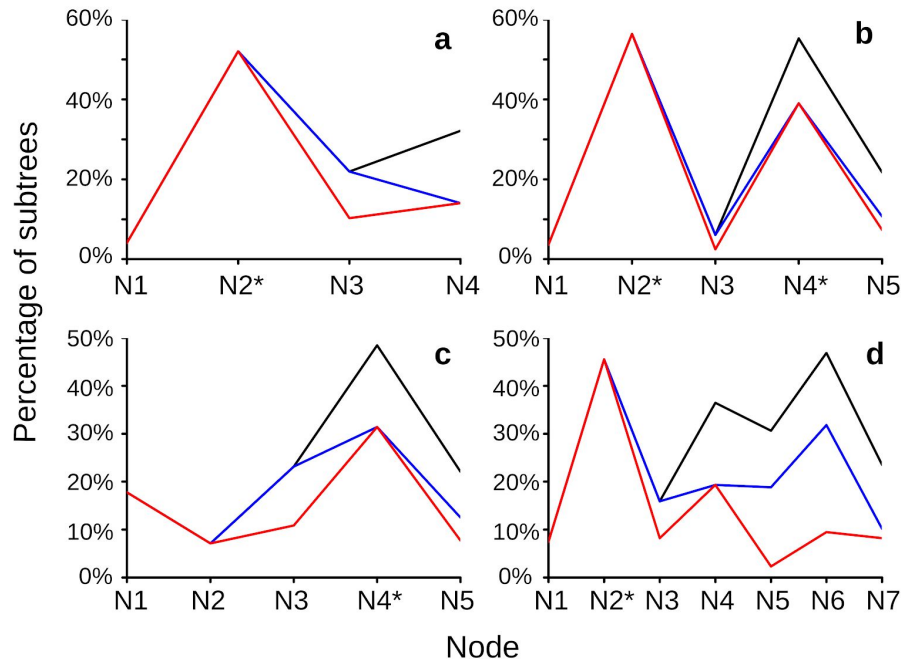 Percentage of subtrees
a
60%
40%
20%
0%
N1 N2* N3 N4
b
60%
40%
20%
0%
N1 N2* N3 N4* N5
c
50%
40%
30%
20%
10%
0%
N1 N2 N3 N4* N5
d
50%
40%
30%
20%
10%
0%
N1 N2* N3 N4 N5 N6 N7
Node